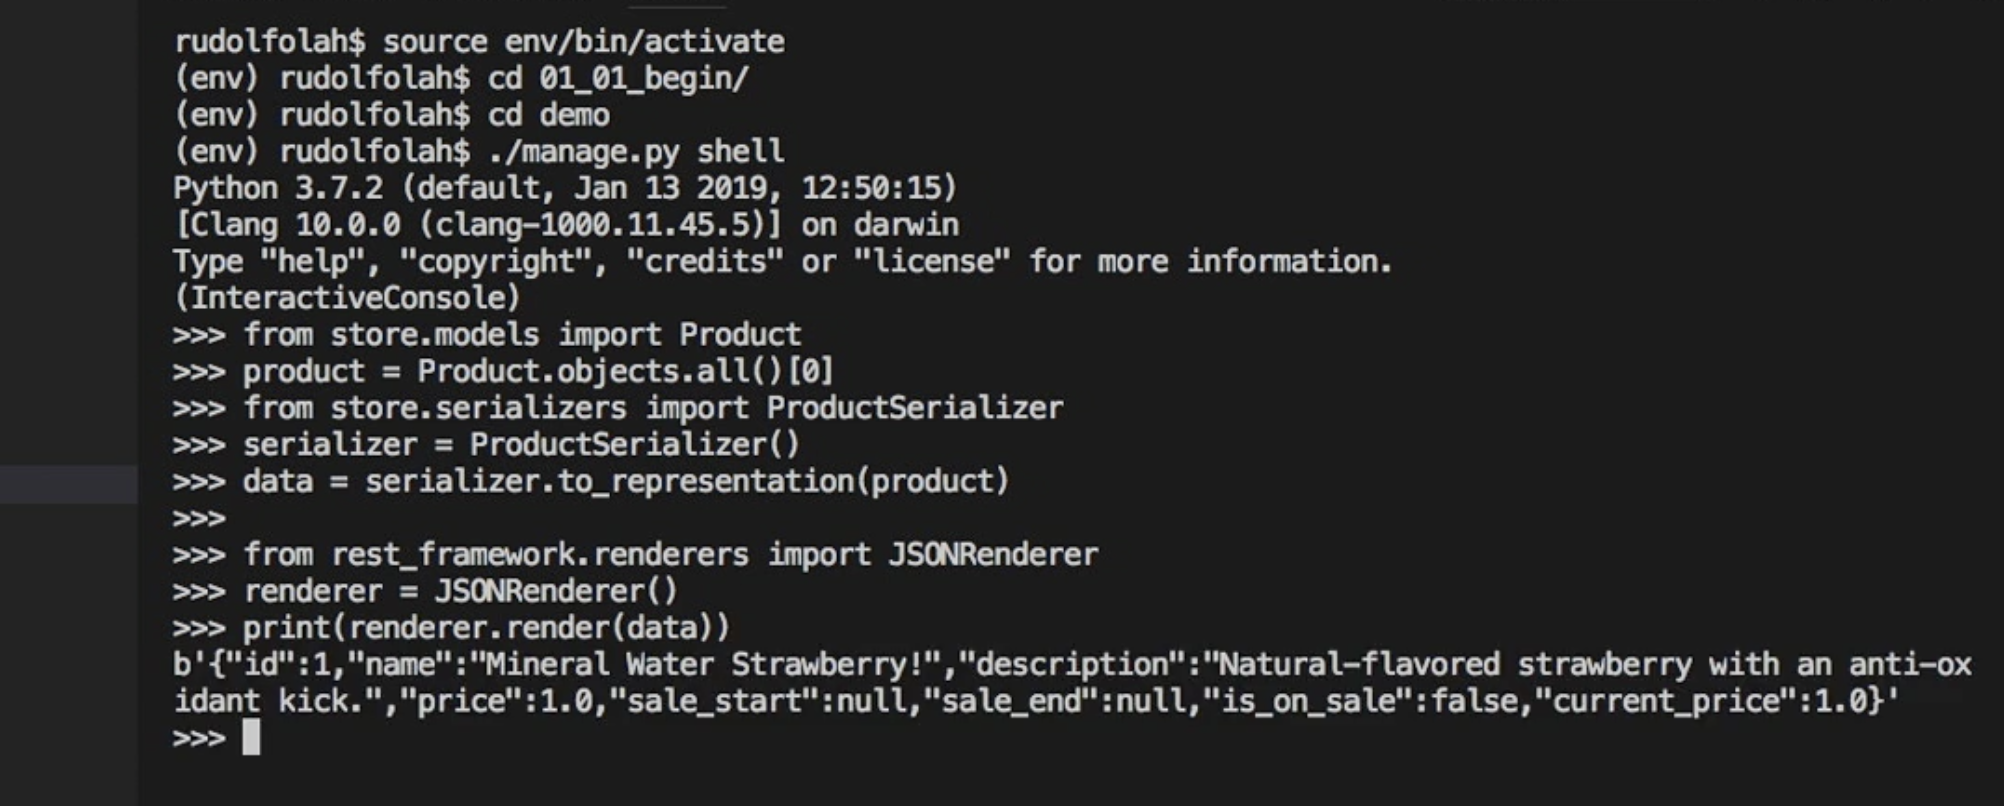 rudolfolah$ source env/bin/activate
(env) rudolfolah$ cd 01_01_begin/
(env) rudolfolah$ cd demo
(env) rudolfolah$ ./manage.py shell
Python 3.7.2 (default, Jan 13 2019, 12:50:15)
[Clang 10.0.0 (clang-1000.11.45.5)] on darwin
Type "help", "copyright", "credits" or "license" for more information.
(InteractiveConsole)
>>> from store.models import Product
>>> product = Product.objects.all()[0]
>>> from store.serializers import ProductSerializer
>>> serializer = ProductSerializer()
>>> data = serializer.to_representation(product)
>>>
>>> from rest_framework.renderers import JSONRenderer
>>> renderer = JSONRenderer()
>>> print(renderer.render(data))
b'{"id":1,"name":"Mineral Water Strawberry!","description":"Natural-flavored strawberry with an anti-ox
idant kick.","price":1.0,"sale_start":null,"sale_end":null,"is_on_sale":false,"current_price":1.0}'
>>>